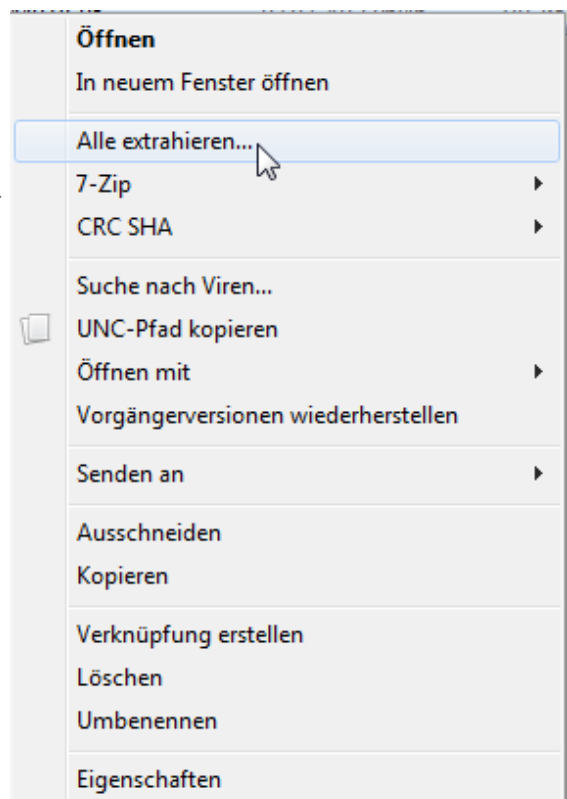 Öffnen
In neuem Fenster öffnen
Alle extrahieren...
7-Zip
CRC SHA
Suche nach Viren...
UNC-Pfad kopieren
Öffnen mit
Vorgängerversionen wiederherstellen
Senden an
Ausschneiden
Kopieren
Verknüpfung erstellen
Löschen
Umbenennen
Eigenschaften